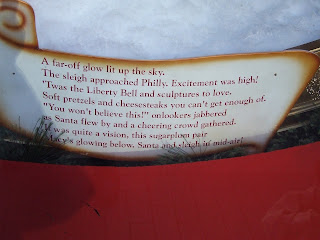 A far-off glow lit up the sky.
The sleigh approached Philly. Excitement was high!
'Twas the Liberty Bell and sculptures to love.
Soft pretzels and cheesesteaks you can't get enough of.
"You won't believe this!" onlookers jabbered
as Santa flew by and a cheering crowd gathered.
was quite a vision, this sugarplum pair
glowing below. Santa and sleigh in mid-air!